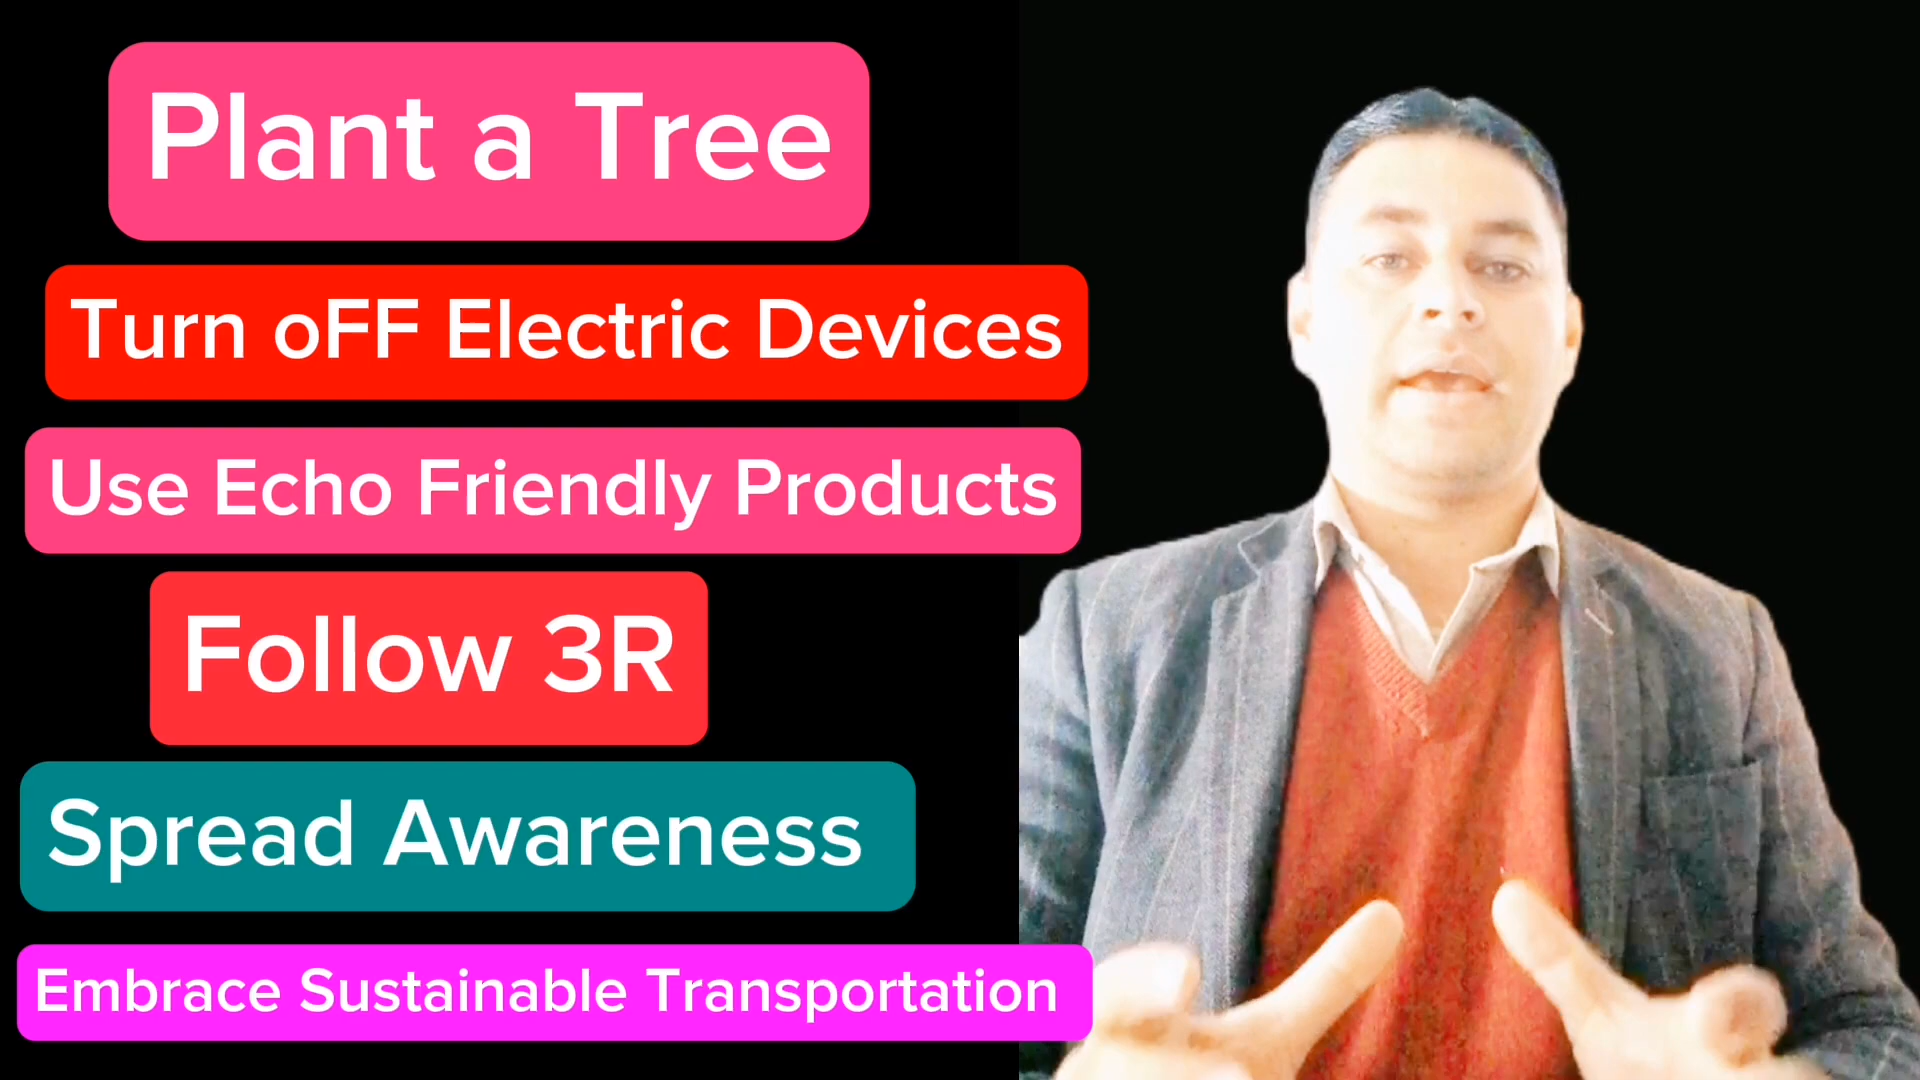 Plant a Tree
Turn oFF Electric Devices
Use Echo Friendly Products
Follow 3R
Spread Awareness
Embrace Sustainable Transportation